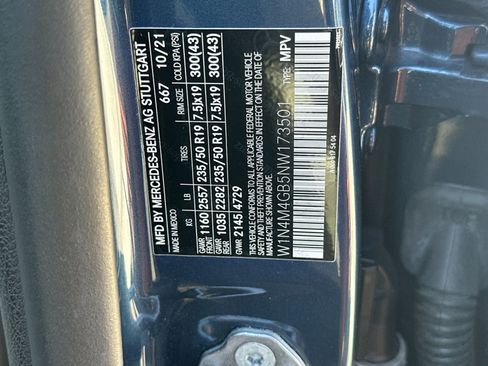 MFD BY MERCEDES-BENZ AG STUTTGART
MADE IN MEXICO 667 10/21
KG LB TIRES RIM SIZE COLD KPA (PSI)
GAWR 1160 2557 235/50 R19 7.5Jx19 300(43)
GAWR REAR 1035 2282 235/50 R19 7.5Jx19 300(43)
GVWR 2145 4729
THIS VEHICLE CONFORMS TO ALL APPLICABLE FEDERAL MOTOR VEHICLE
SAFETY AND THEFT PREVENTION STANDARDS IN EFFECT ON THE DATE OF
MANUFACTURE SHOWN ABOVE.
W1N4M4GB5NW173501 TYPE: MPV